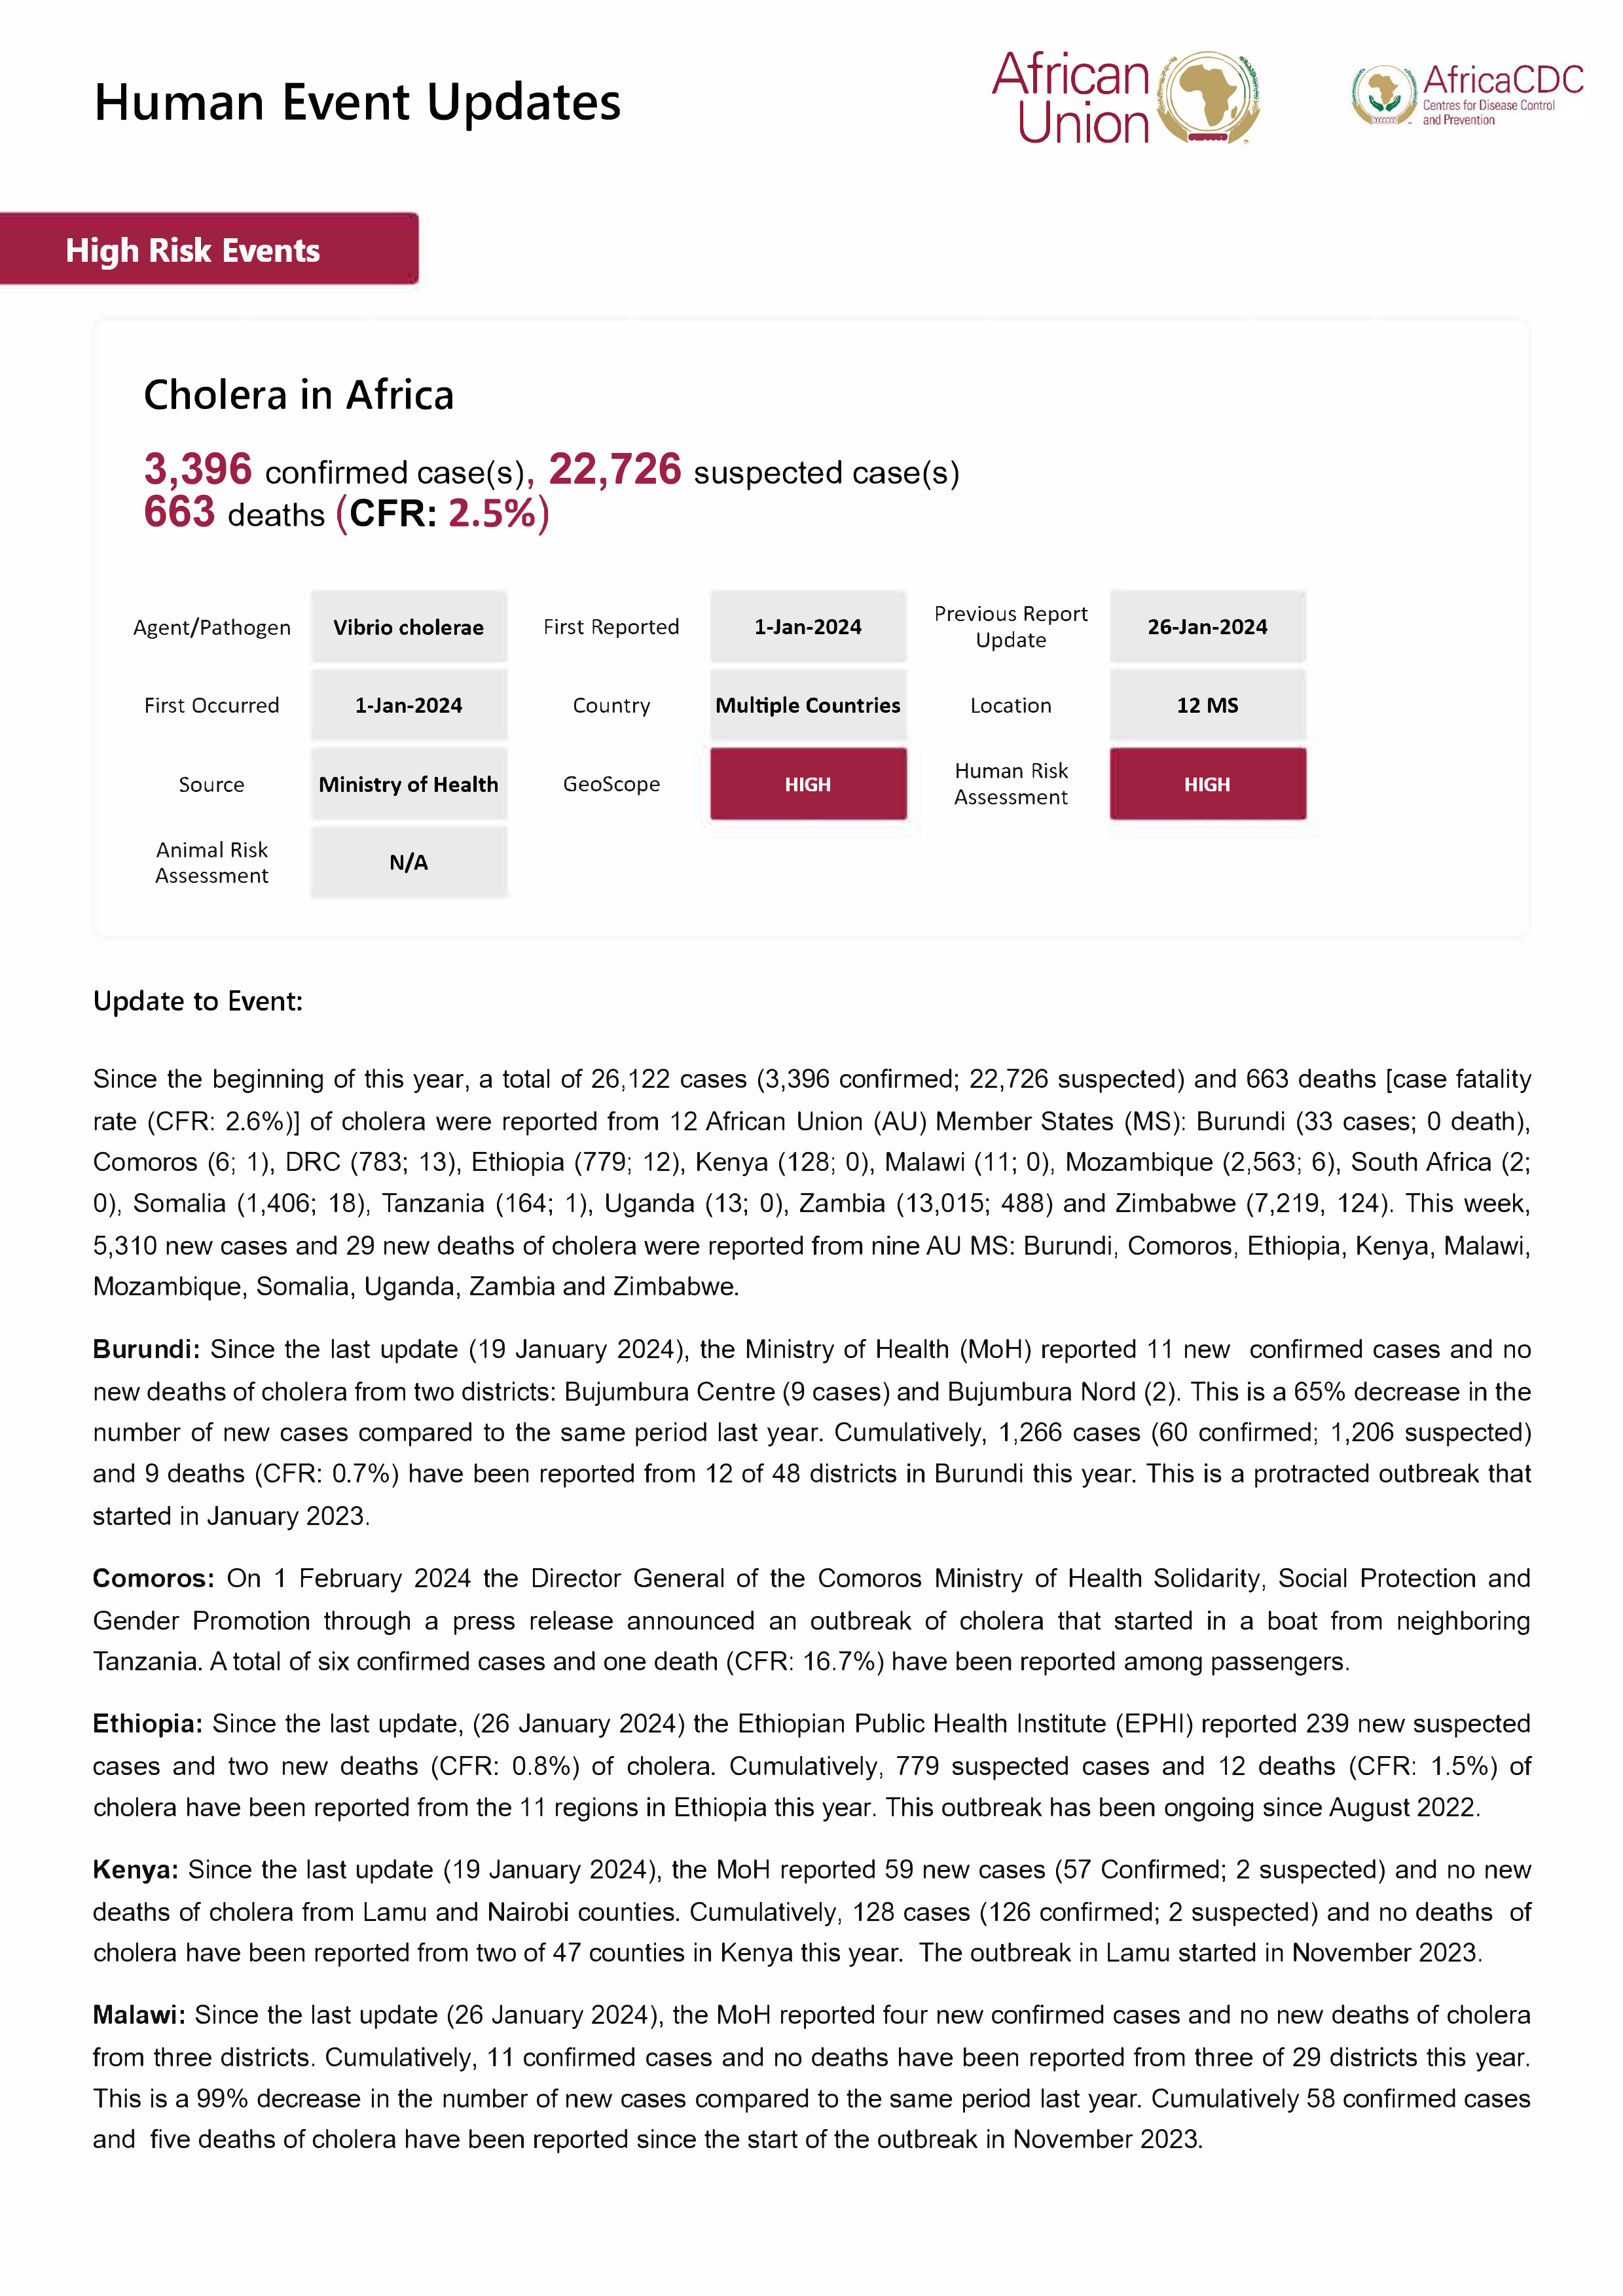 Human Event Updates
African
Union
AfricaCDC
Centres for Disease Control
and Prevention
High Risk Events
Cholera in Africa
3,396 confirmed case(s), 22,726 suspected case(s)
663 deaths (CFR: 2.5%)
Agent/Pathogen Vibrio cholerae First Reported 1-Jan-2024 Previous Report
Update 26-Jan-2024
First Occurred 1-Jan-2024 Country Multiple Countries Location 12 MS
Source Ministry of Health GeoScope HIGH Human Risk
Assessment HIGH
Animal Risk
Assessment N/A
Update to Event:
Since the beginning of this year, a total of 26,122 cases (3,396 confirmed; 22,726 suspected) and 663 deaths [case fatality
rate (CFR: 2.6%)] of cholera were reported from 12 African Union (AU) Member States (MS): Burundi (33 cases; 0 death),
Comoros (6; 1), DRC (783; 13), Ethiopia (779; 12), Kenya (128; 0), Malawi (11; 0), Mozambique (2,563; 6), South Africa (2;
0), Somalia (1,406; 18), Tanzania (164; 1), Uganda (13; 0), Zambia (13,015; 488) and Zimbabwe (7,219, 124). This week,
5,310 new cases and 29 new deaths of cholera were reported from nine AU MS: Burundi, Comoros, Ethiopia, Kenya, Malawi,
Mozambique, Somalia, Uganda, Zambia and Zimbabwe.
Burundi: Since the last update (19 January 2024), the Ministry of Health (MoH) reported 11 new confirmed cases and no
new deaths of cholera from two districts: Bujumbura Centre (9 cases) and Bujumbura Nord (2). This is a 65% decrease in the
number of new cases compared to the same period last year. Cumulatively, 1,266 cases (60 confirmed; 1,206 suspected)
and 9 deaths (CFR: 0.7%) have been reported from 12 of 48 districts in Burundi this year. This is a protracted outbreak that
started in January 2023.
Comoros: On 1 February 2024 the Director General of the Comoros Ministry of Health Solidarity, Social Protection and
Gender Promotion through a press release announced an outbreak of cholera that started in a boat from neighboring
Tanzania. A total of six confirmed cases and one death (CFR: 16.7%) have been reported among passengers.
Ethiopia: Since the last update, (26 January 2024) the Ethiopian Public Health Institute (EPHI) reported 239 new suspected
cases and two new deaths (CFR: 0.8%) of cholera. Cumulatively, 779 suspected cases and 12 deaths (CFR: 1.5%) of
cholera have been reported from the 11 regions in Ethiopia this year. This outbreak has been ongoing since August 2022.
Kenya: Since the last update (19 January 2024), the MoH reported 59 new cases (57 Confirmed; 2 suspected) and no new
deaths of cholera from Lamu and Nairobi counties. Cumulatively, 128 cases (126 confirmed; 2 suspected) and no deaths of
cholera have been reported from two of 47 counties in Kenya this year. The outbreak in Lamu started in November 2023.
Malawi: Since the last update (26 January 2024), the MoH reported four new confirmed cases and no new deaths of cholera
from three districts. Cumulatively, 11 confirmed cases and no deaths have been reported from three of 29 districts this year.
This is a 99% decrease in the number of new cases compared to the same period last year. Cumulatively 58 confirmed cases
and five deaths of cholera have been reported since the start of the outbreak in November 2023.